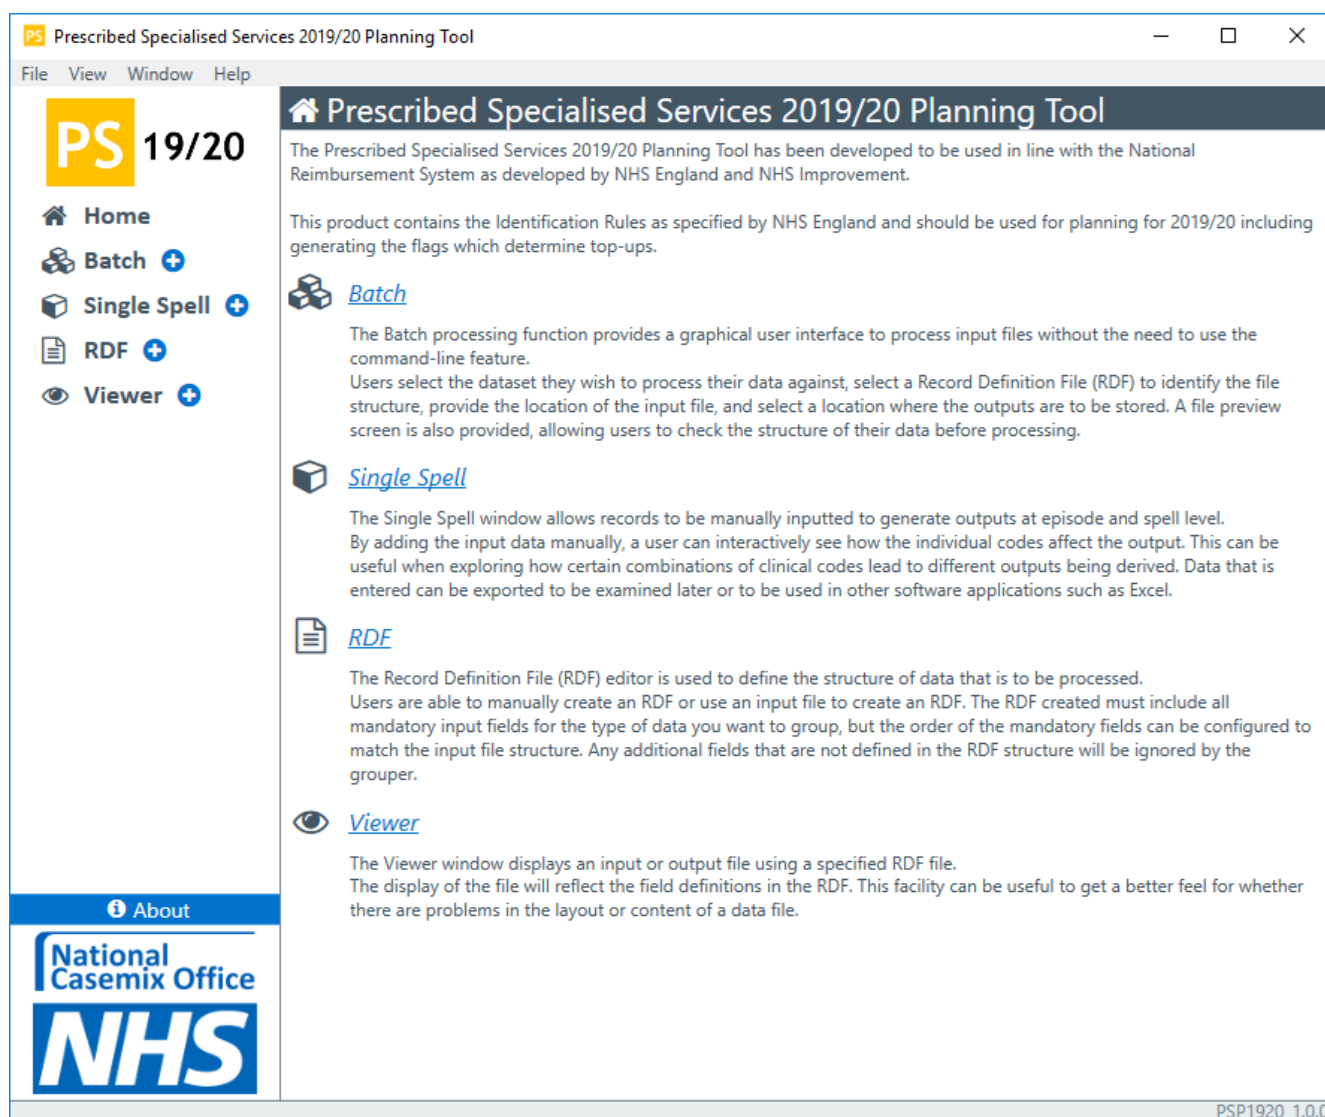 PS Prescribed Specialised Services 2019/20 Planning Tool
File View Window Help
PS 19/20
Home
Batch
Single Spell
RDF
Viewer
About
National
Casemix Office
NHS
Prescribed Specialised Services 2019/20 Planning Tool
The Prescribed Specialised Services 2019/20 Planning Tool has been developed to be used in line with the National
Reimbursement System as developed by NHS England and NHS Improvement.
This product contains the Identification Rules as specified by NHS England and should be used for planning for 2019/20 including
generating the flags which determine top-ups.
Batch
The Batch processing function provides a graphical user interface to process input files without the need to use the
command-line feature.
Users select the dataset they wish to process their data against, select a Record Definition File (RDF) to identify the file
structure, provide the location of the input file, and select a location where the outputs are to be stored. A file preview
screen is also provided, allowing users to check the structure of their data before processing.
Single Spell
The Single Spell window allows records to be manually inputted to generate outputs at episode and spell level.
By adding the input data manually, a user can interactively see how the individual codes affect the output. This can be
useful when exploring how certain combinations of clinical codes lead to different outputs being derived. Data that is
entered can be exported to be examined later or to be used in other software applications such as Excel.
RDF
The Record Definition File (RDF) editor is used to define the structure of data that is to be processed.
Users are able to manually create an RDF or use an input file to create an RDF. The RDF created must include all
mandatory input fields for the type of data you want to group, but the order of the mandatory fields can be configured to
match the input file structure. Any additional fields that are not defined in the RDF structure will be ignored by the
grouper.
Viewer
The Viewer window displays an input or output file using a specified RDF file.
The display of the file will reflect the field definitions in the RDF. This facility can be useful to get a better feel for whether
there are problems in the layout or content of a data file.
PSP1920 1.0.0